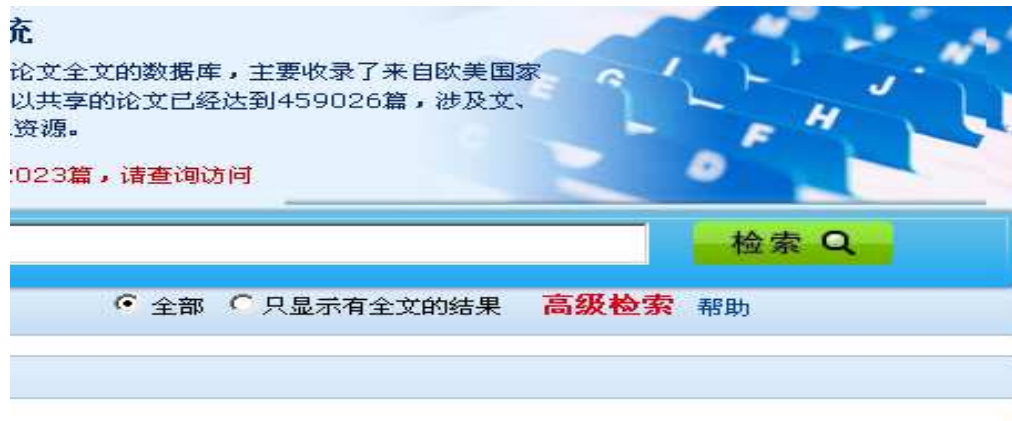 充
论文全文的数据库，主要收录了来自欧美国家
以共享的论文已经达到459026篇，涉及文、
资源。
023篇，请查询访问
检索
全部 只显示有全文的结果 高级检索 帮助
K M N
G I L J
E H
F
D